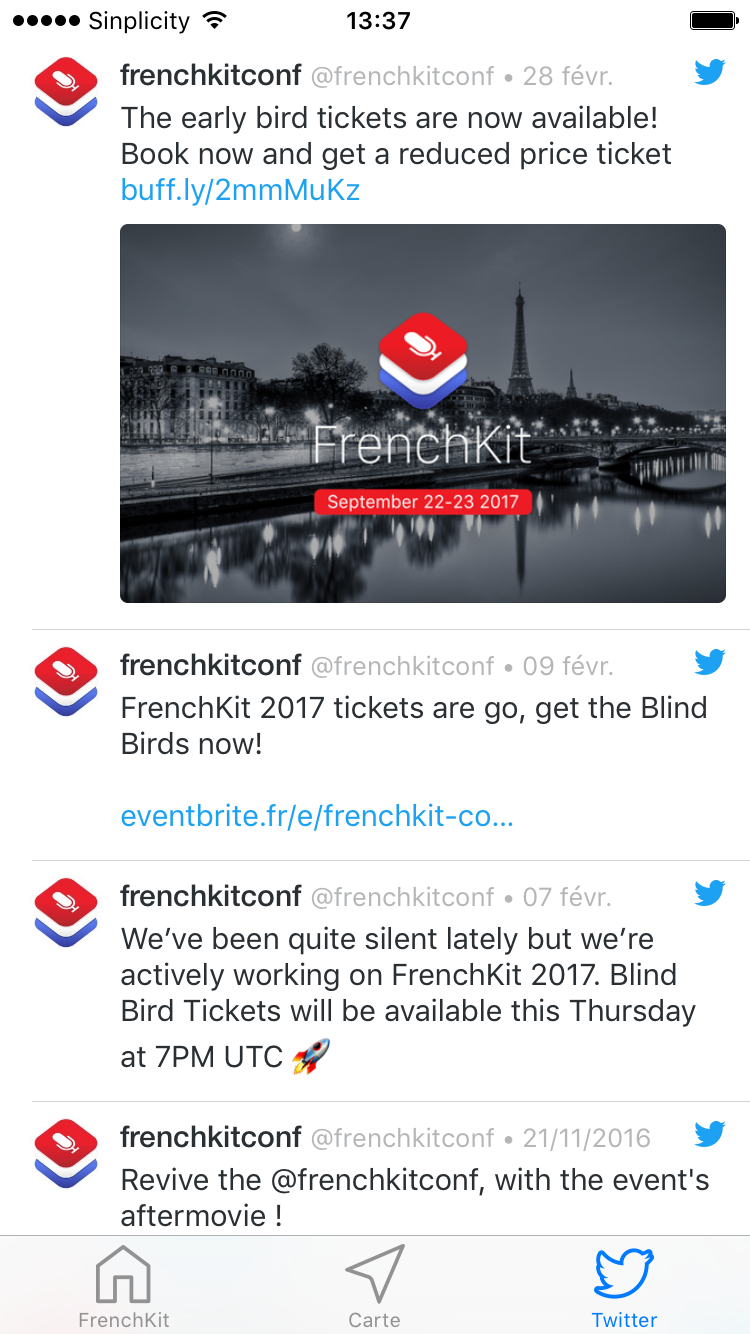 Sinplicity 13:37
frenchkitconf @frenchkitconf • 28 févr.
The early bird tickets are now available!
Book now and get a reduced price ticket
buff.ly/2mmMuKz
FrenchKit
September 22-23 2017
frenchkitconf @frenchkitconf • 09 févr.
FrenchKit 2017 tickets are go, get the Blind
Birds now!
eventbrite.fr/e/frenchkit-co...
frenchkitconf @frenchkitconf • 07 févr.
We’ve been quite silent lately but we’re
actively working on FrenchKit 2017. Blind
Bird Tickets will be available this Thursday
at 7PM UTC 🚀
frenchkitconf @frenchkitconf • 21/11/2016
Revive the @frenchkitconf, with the event's
aftermovie !
FrenchKit Carte Twitter